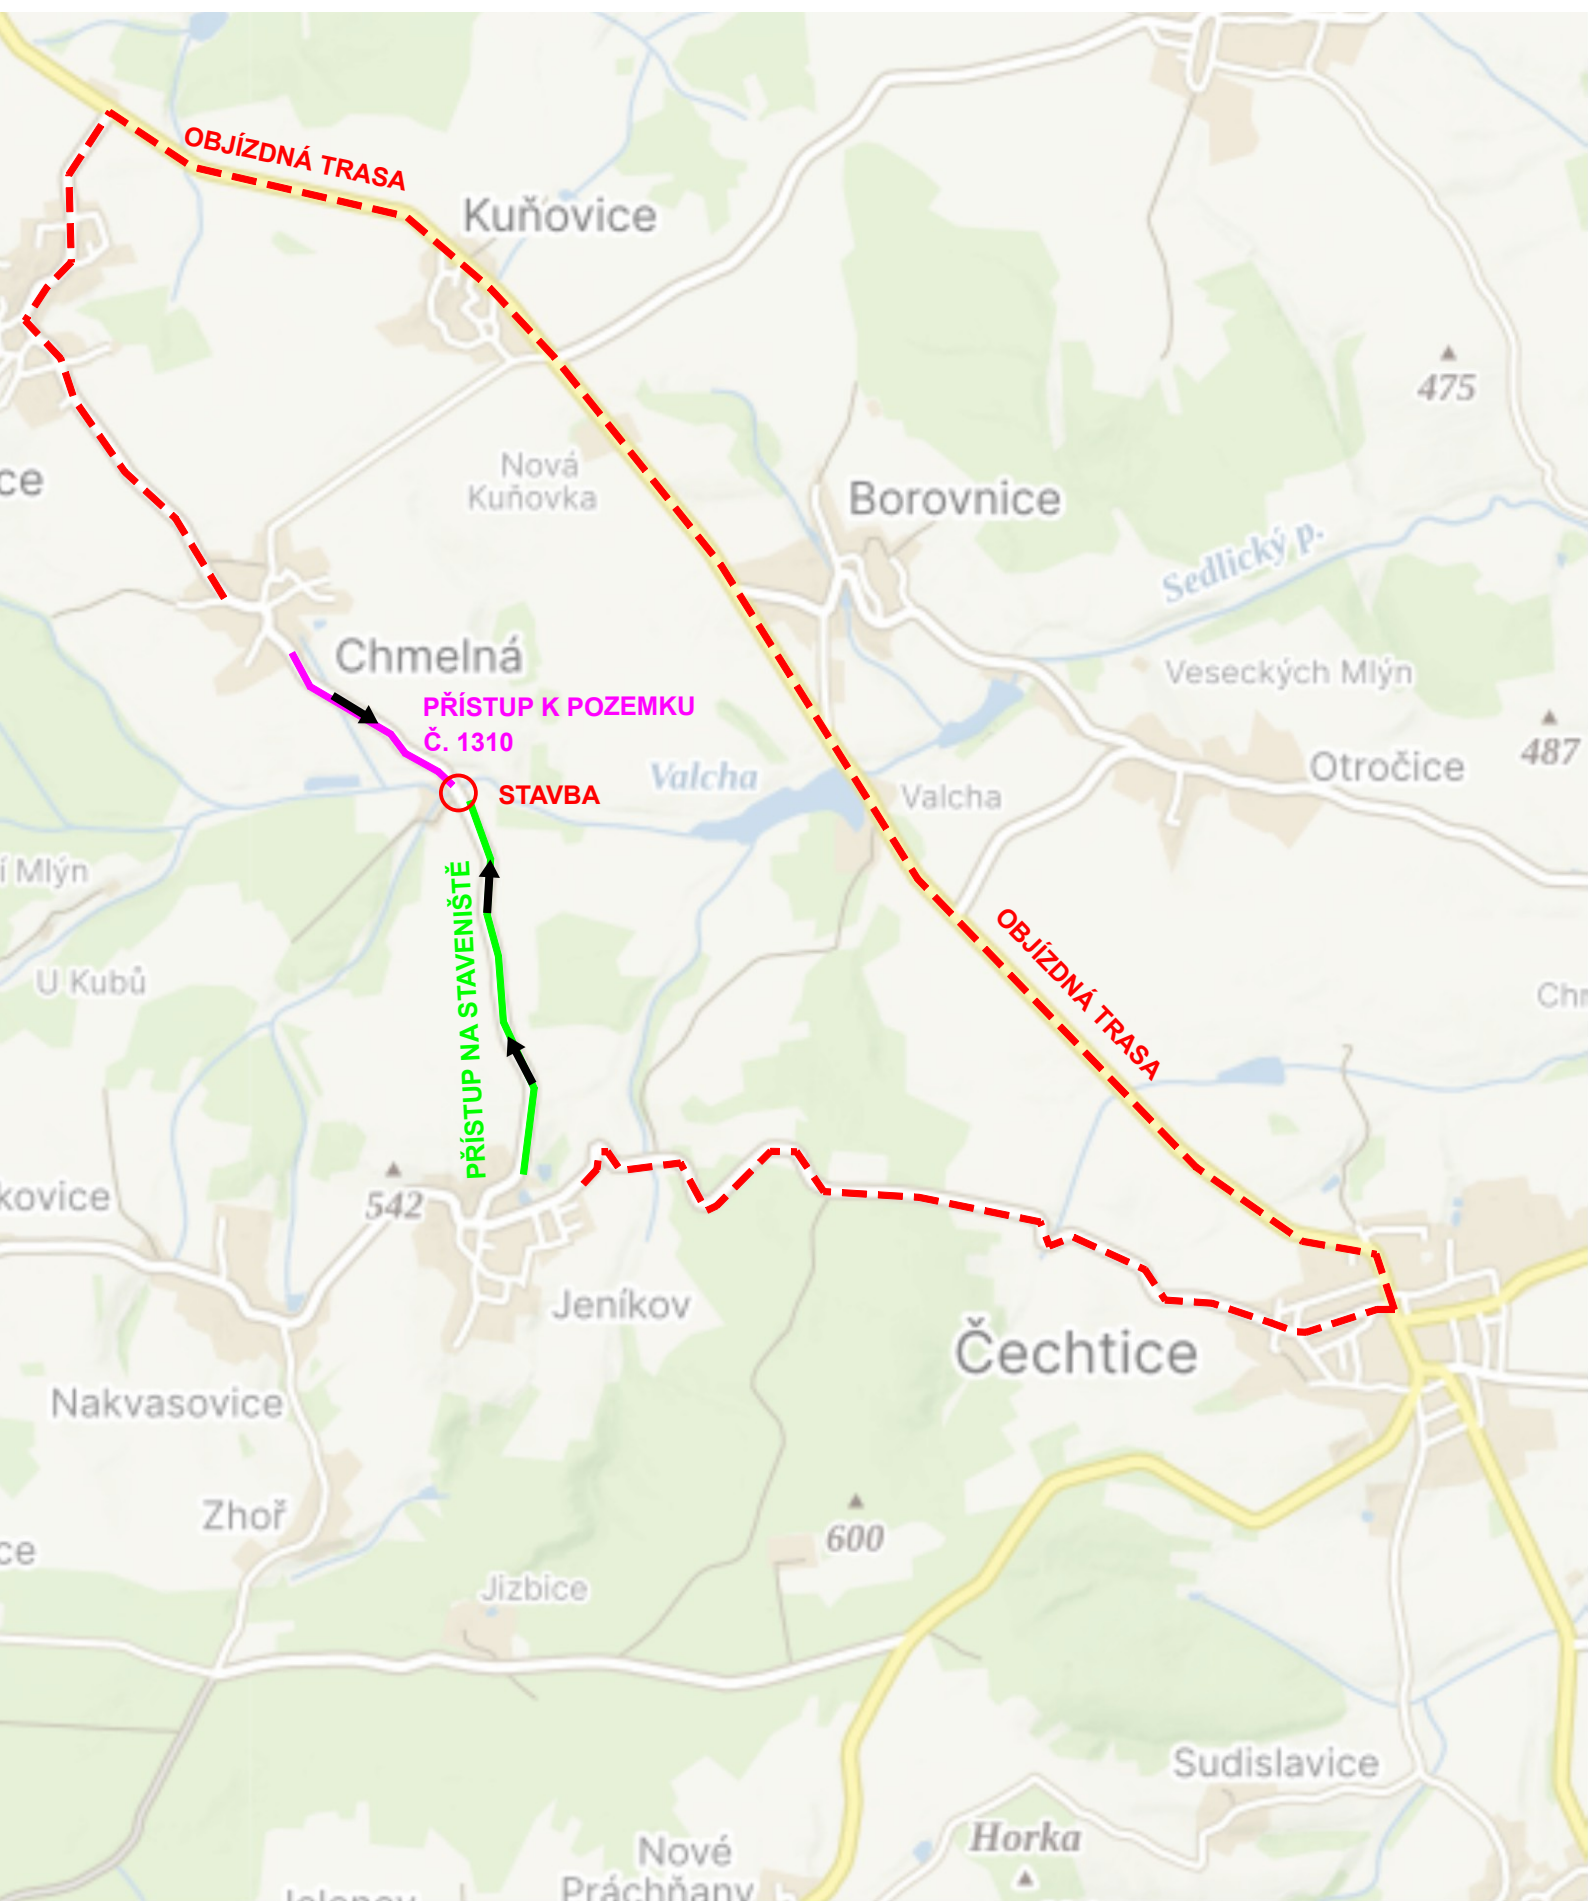 OBJÍZDNÁ TRASA
Kuňovice
475
ce
Nová
Kuňovka
Borovnice
Sedlický p.
Chmelná
Veseckých Mlýn
PŘÍSTUP K POZEMKU
Č. 1310
487
Otročice
Valcha
Valcha
STAVBA
í Mlýn
PŘÍSTUP NA STAVENIŠTĚ
OBJÍZDNÁ TRASA
U Kubů
Chr
kovice
542
Jeníkov
Čechtice
Nakvasovice
Zhoř
600
ce
Jizbice
Sudislavice
Horka
Nové
Práchňany